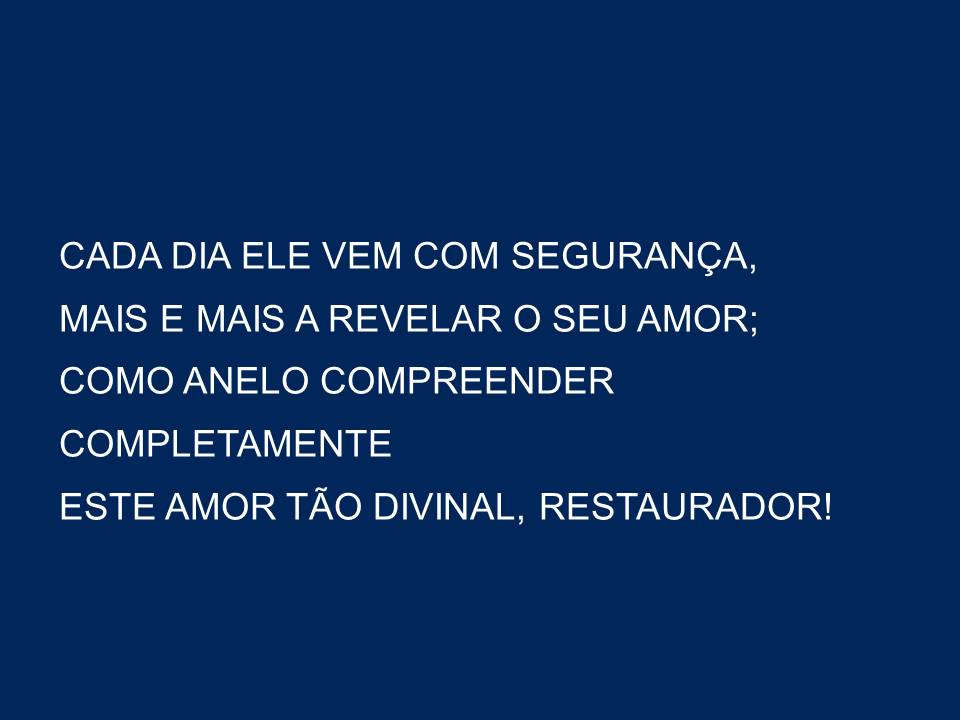 CADA DIA ELE VEM COM SEGURANÇA,
MAIS E MAIS A REVELAR O SEU AMOR;
COMO ANELO COMPREENDER
COMPLETAMENTE
ESTE AMOR TÃO DIVINAL, RESTAURADOR!